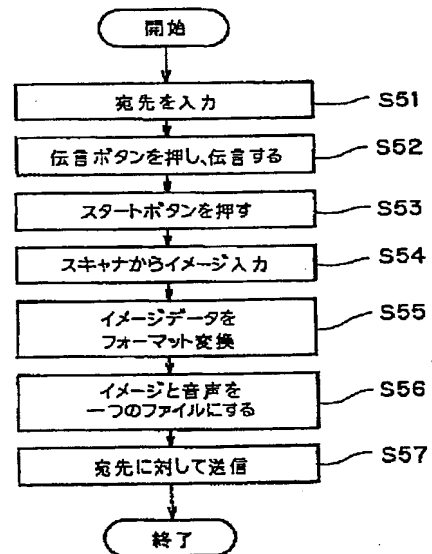 開始
宛先を入力
S51
伝言ボタンを押し、伝言する
S52
スタートボタンを押す
S53
スキャナからイメージ入力
S54
イメージデータを
フォーマット変換
S55
イメージと音声を
一つのファイルにする
S56
宛先に対して送信
S57
終了